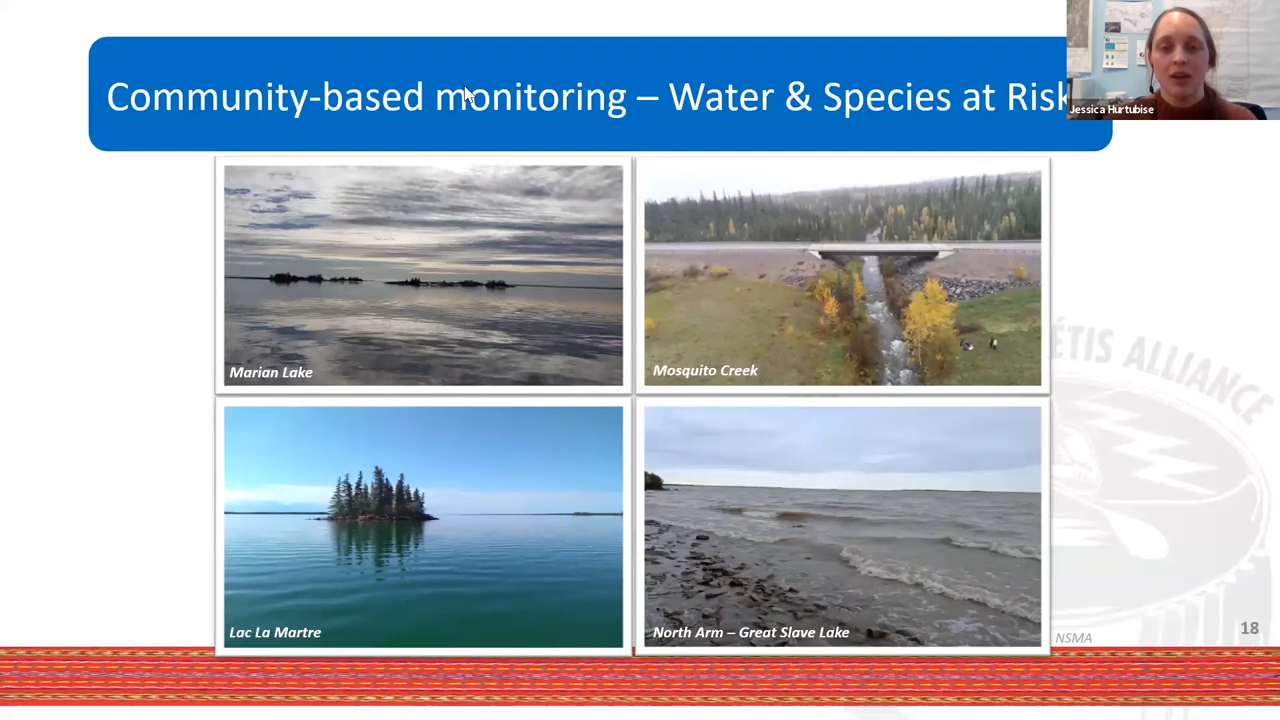 Community-based monitoring – Water & Species at Risk
Jessica Hurtubise
Marian Lake
Mosquito Creek
Lac La Martre
North Arm – Great Slave Lake
ÉTIS ALLIANCE
NSMA
18